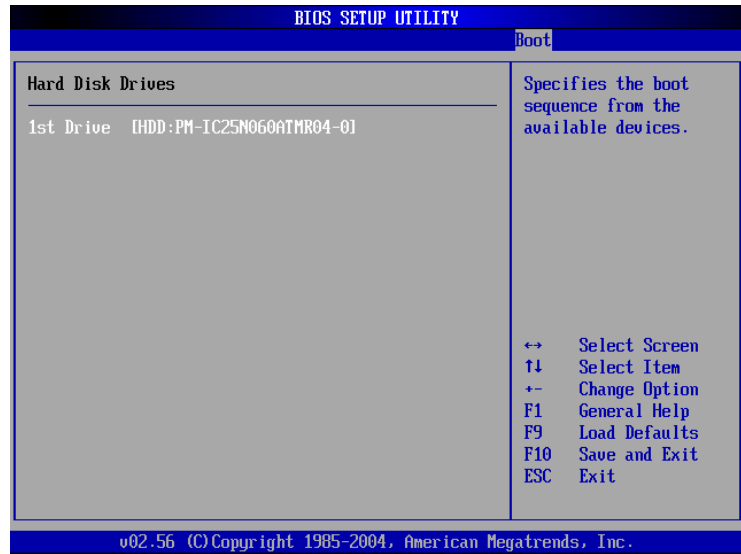 BIOS SETUP UTILITY
Boot
Hard Disk Drives
1st Drive [HDD:PM-IC25N060ATMR04-0]
Specifies the boot
sequence from the
available devices.
↔ Select Screen
↑↓ Select Item
+- Change Option
F1 General Help
F9 Load Defaults
F10 Save and Exit
ESC Exit
v02.56 (C)Copyright 1985-2004, American Megatrends, Inc.